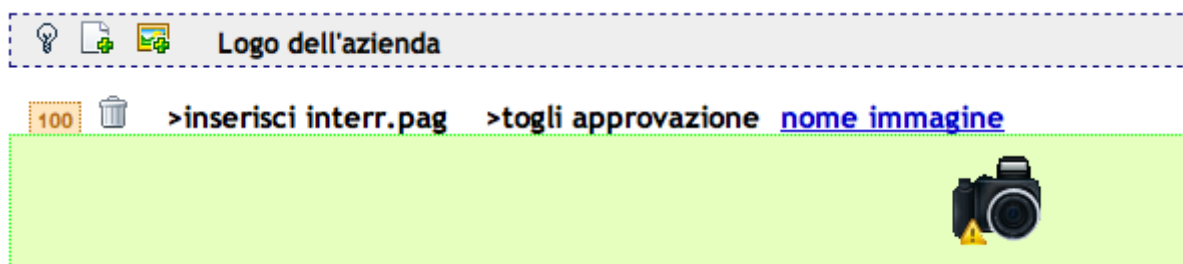 Logo dell'azienda
100 >inserisci interr.pag >togli approvazione nome immagine